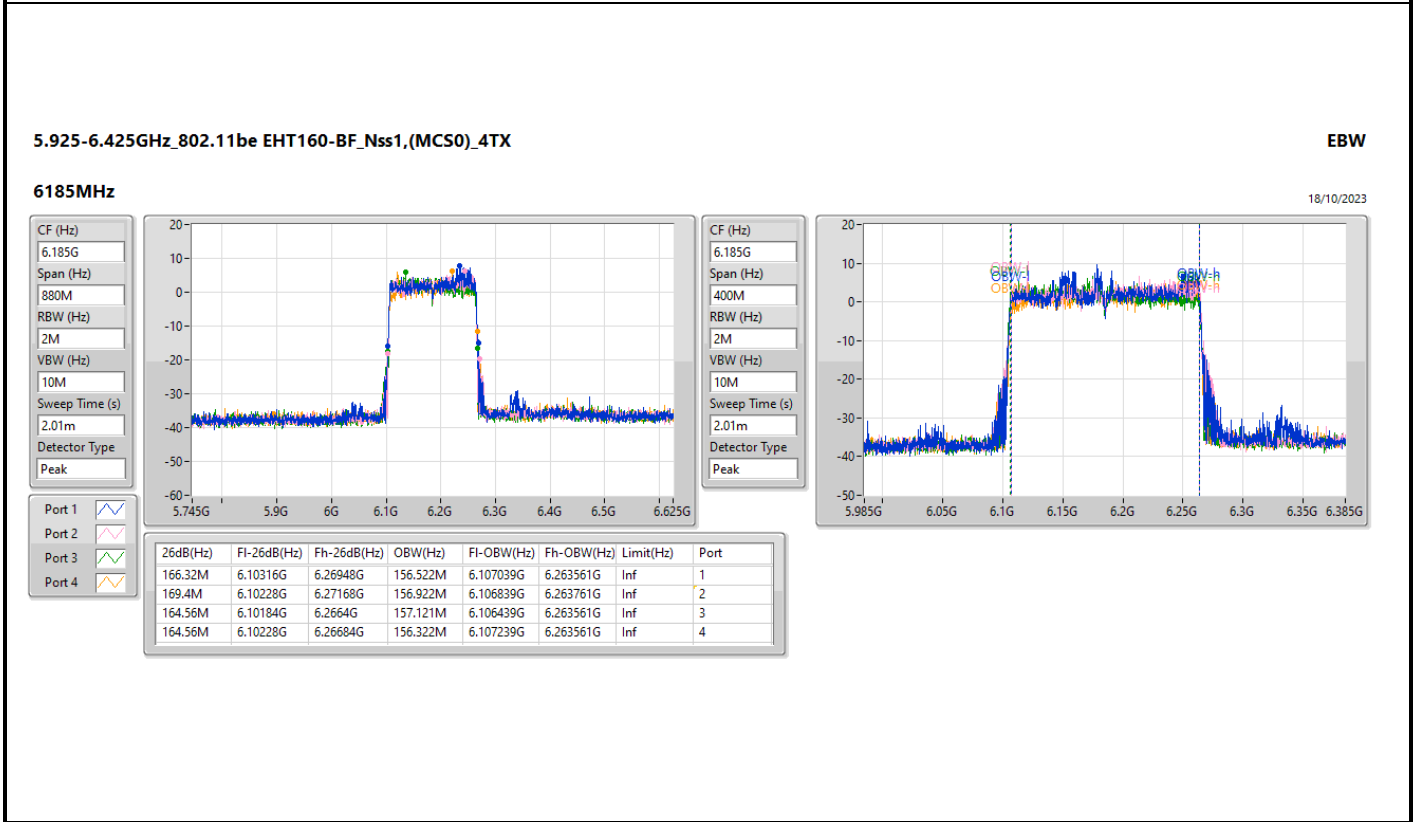 5.925-6.425GHz_802.11be EHT160-BF_Nss1,(MCS0)_4TX
EBW
6185MHz
18/10/2023
CF (Hz)
6.185G
Span (Hz)
880M
RBW (Hz)
2M
VBW (Hz)
10M
Sweep Time (s)
2.01m
Detector Type
Peak
Port 1
Port 2
Port 3
Port 4
20
10
0
-10
-20
-30
-40
-50
-60
5.745G 5.9G 6G 6.1G 6.2G 6.3G 6.4G 6.5G 6.625G
CF (Hz)
6.185G
Span (Hz)
400M
RBW (Hz)
2M
VBW (Hz)
10M
Sweep Time (s)
2.01m
Detector Type
Peak
20
10
0
-10
-20
-30
-40
-50
OBW-l
OBW-h
5.985G 6.05G 6.1G 6.15G 6.2G 6.25G 6.3G 6.35G 6.385G
26dB(Hz) Fl-26dB(Hz) Fh-26dB(Hz) OBW(Hz) Fl-OBW(Hz) Fh-OBW(Hz) Limit(Hz) Port
166.32M 6.10316G 6.26948G 156.522M 6.107039G 6.263561G Inf 1
169.4M 6.10228G 6.27168G 156.922M 6.106839G 6.263761G Inf 2
164.56M 6.10184G 6.2664G 157.121M 6.106439G 6.263561G Inf 3
164.56M 6.10228G 6.26684G 156.322M 6.107239G 6.263561G Inf 4